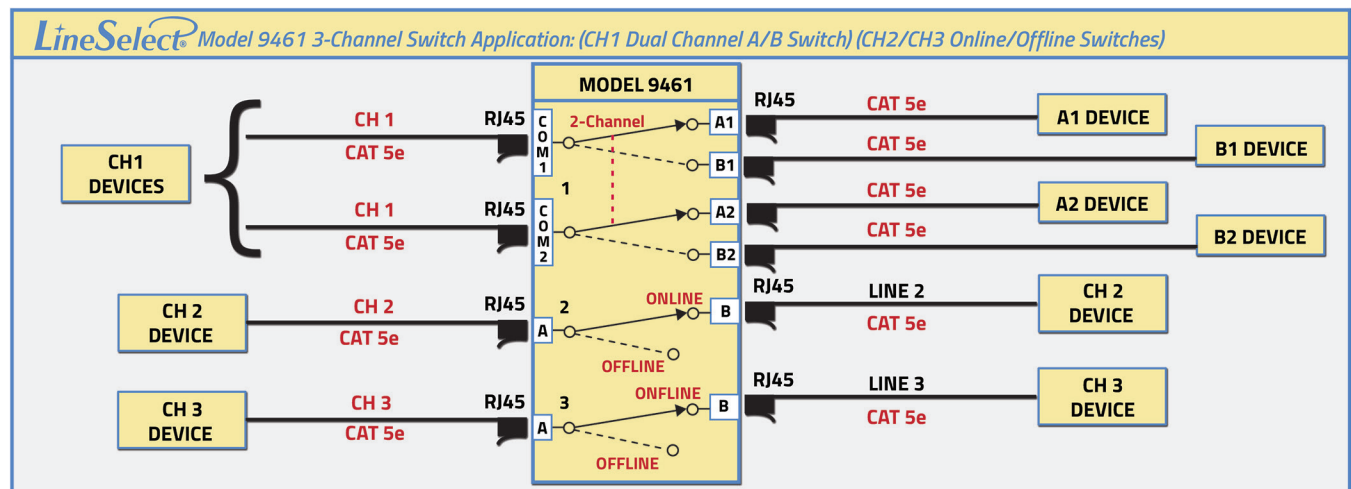 LineSelect® Model 9461 3-Channel Switch Application: (CH1 Dual Channel A/B Switch) (CH2/CH3 Online/Offline Switches)
MODEL 9461
CH1
DEVICES
CH 1
CAT 5e
RJ45
COM1
2-Channel
A1
B1
RJ45
CAT 5e
A1 DEVICE
CAT 5e
B1 DEVICE
1
CH 1
CAT 5e
RJ45
COM2
A2
B2
CAT 5e
A2 DEVICE
CAT 5e
B2 DEVICE
CH 2
DEVICE
CH 2
CAT 5e
RJ45
A
2
ONLINE
OFFLINE
B
RJ45
LINE 2
CAT 5e
CH 2
DEVICE
CH 3
DEVICE
CH 3
CAT 5e
RJ45
A
3
ONFLINE
OFFLINE
B
RJ45
LINE 3
CAT 5e
CH 3
DEVICE